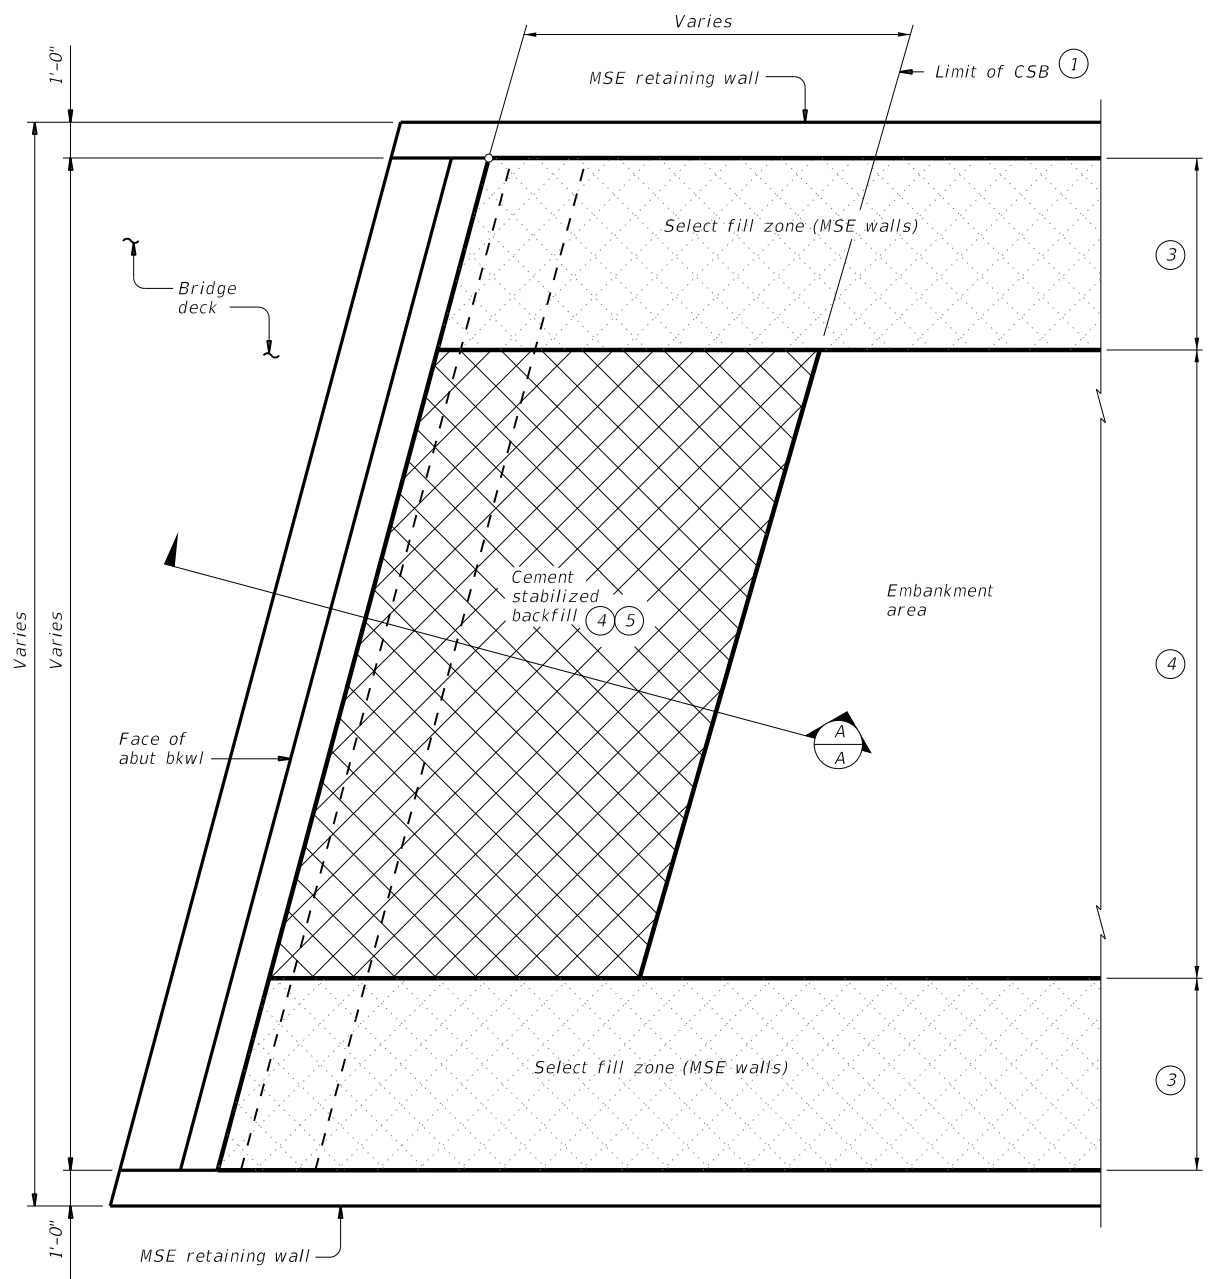 Varies
1'-0"
MSE retaining wall
Limit of CSB 1
Select fill zone (MSE walls)
3
Bridge
deck
Cement
stabilized
backfill 4 5
Embankment
area
Varies
Varies
4
Face of
abut bkwl
A
A
Select fill zone (MSE walls)
3
1'-0"
MSE retaining wall